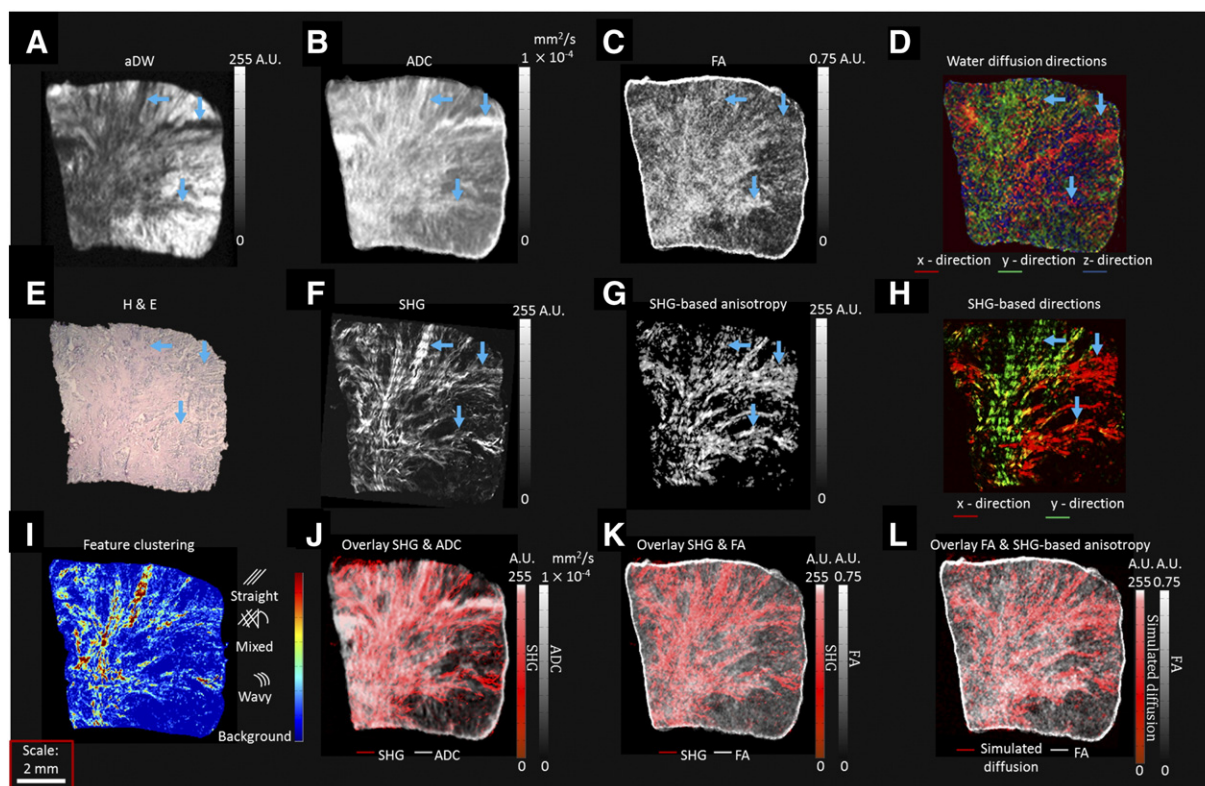 A
aDW
255 A.U.
0
B
ADC
mm²/s
1 × 10⁻⁴
0
C
FA
0.75 A.U.
0
D
Water diffusion directions
x - direction y - direction z- direction
E
H & E
F
SHG
255 A.U.
0
G
SHG-based anisotropy
255 A.U.
0
H
SHG-based directions
x - direction y - direction
I
Feature clustering
Straight
Mixed
Wavy
Background
Scale:
2 mm
J
Overlay SHG & ADC
A.U. mm²/s
255 1 × 10⁻⁴
SHG
ADC
0 0
SHG ADC
K
Overlay SHG & FA
A.U. A.U.
255 0.75
SHG
FA
0 0
SHG FA
L
Overlay FA & SHG-based anisotropy
A.U. A.U.
255 0.75
Simulated diffusion
FA
0 0
Simulated FA
diffusion